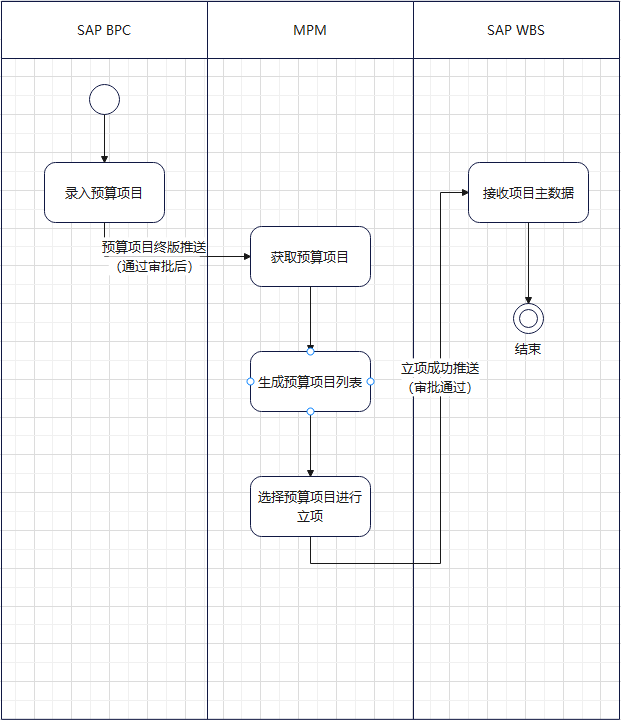 SAP BPC
MPM
SAP WBS
录入预算项目
预算项目终版推送
（通过审批后）
获取预算项目
生成预算项目列表
选择预算项目进行
立项
立项成功推送
（审批通过）
接收项目主数据
结束